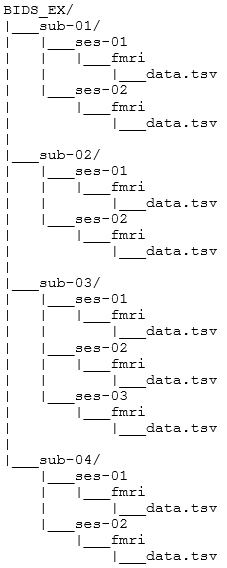 BIDS_EX/
|___sub-01/
|   |___ses-01
|   |   |___fmri
|   |       |___data.tsv
|   |___ses-02
|       |___fmri
|           |___data.tsv
|
|___sub-02/
|   |___ses-01
|   |   |___fmri
|   |       |___data.tsv
|   |___ses-02
|       |___fmri
|           |___data.tsv
|
|___sub-03/
|   |___ses-01
|   |   |___fmri
|   |       |___data.tsv
|   |___ses-02
|   |   |___fmri
|   |       |___data.tsv
|   |___ses-03
|       |___fmri
|           |___data.tsv
|
|___sub-04/
    |___ses-01
    |   |___fmri
    |       |___data.tsv
    |___ses-02
        |___fmri
            |___data.tsv